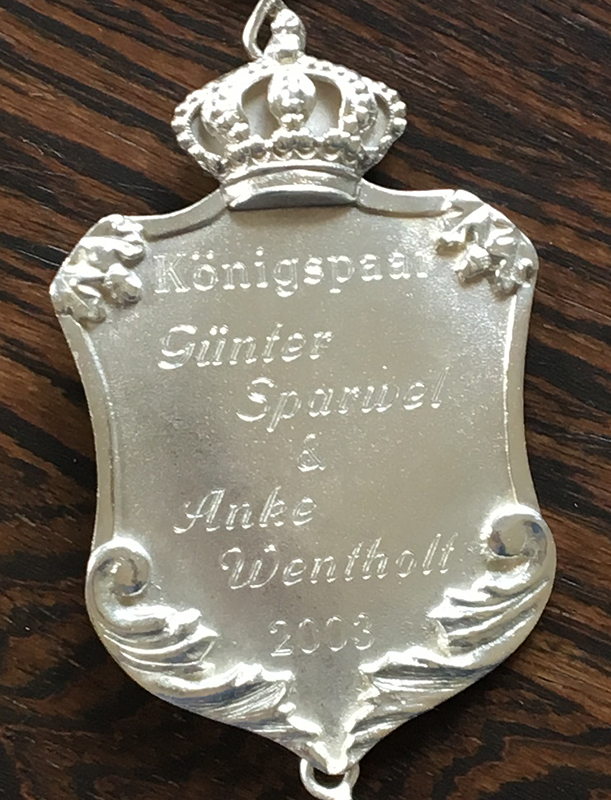 Königspaar
Günter
Sparwel
&
Anke
Wentholt
2003